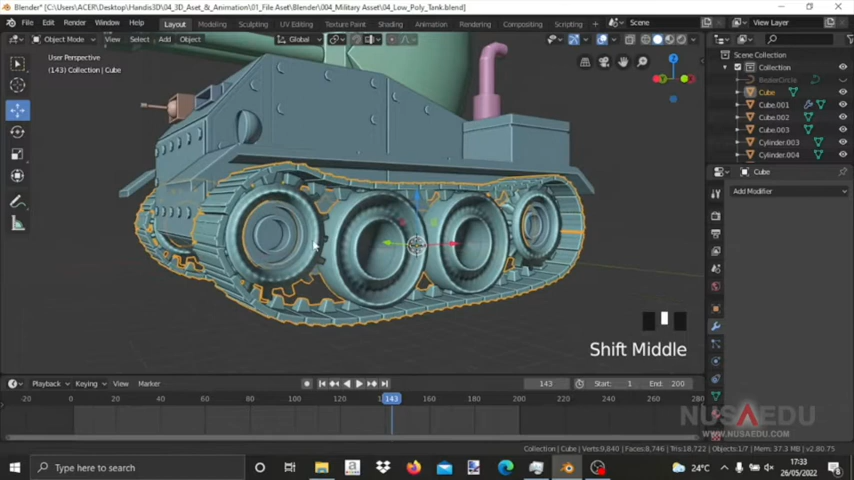 Blender* [C:\Users\ACER\Desktop\Handis3D\04_3D_Aset_&_Animation\01_File Aset\Blender\004_Military Asset\04_Low_Poly_Tank.blend]
File Edit Render Window Help Layout Modeling Sculpting UV Editing Texture Paint Shading Animation Rendering Compositing Scripting + Scene View Layer
Object Mode View Select Add Object Global
User Perspective
(143) Collection | Cube
Z
Y
Scene Collection
Collection
BezierCircle
Cube
Cube.001
Cube.002
Cube.003
Cylinder.003
Cylinder.004
Cube
Add Modifier
Shift Middle
Playback Keying View Marker 143 Start: 1 End: 200
-20 0 20 40 60 80 100 120 143 160 180 200 220 240 260 280
NUSAEDU
WWW.NUSAEDU.COM
Collection | Cube | Verts:9,840 | Faces:8,746 | Tris:18,722 | Objects:1/7 | Mem: 37.3 MB | v2.80.75
Type here to search
24°C
17:33
26/05/2022